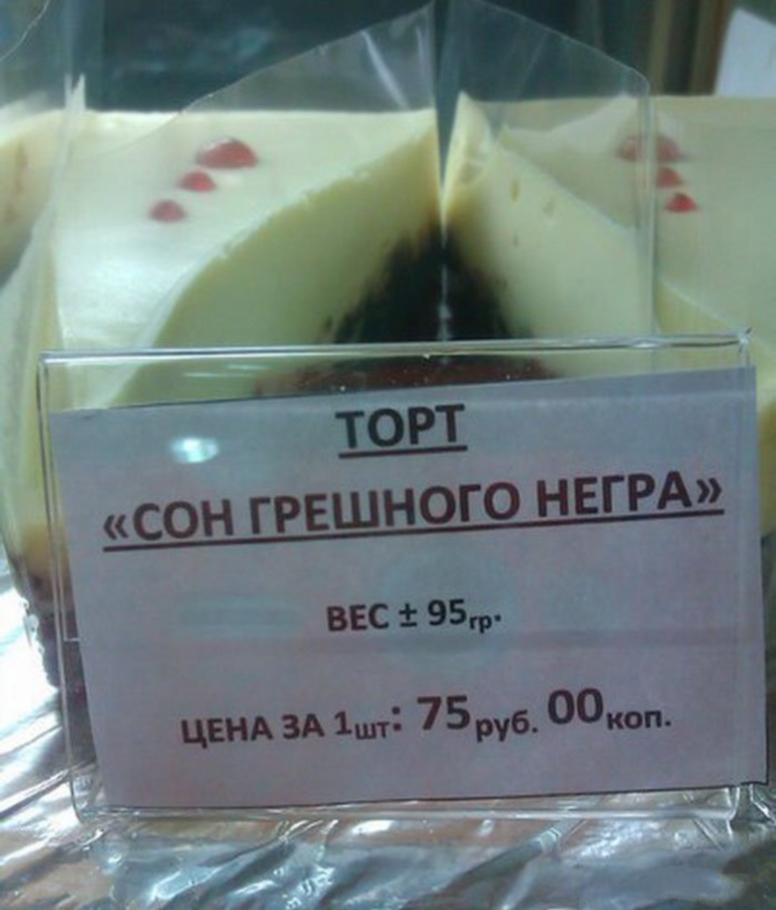 ТОРТ
«СОН ГРЕШНОГО НЕГРА»
ВЕС ± 95гр.
ЦЕНА ЗА 1шт: 75руб. 00коп.